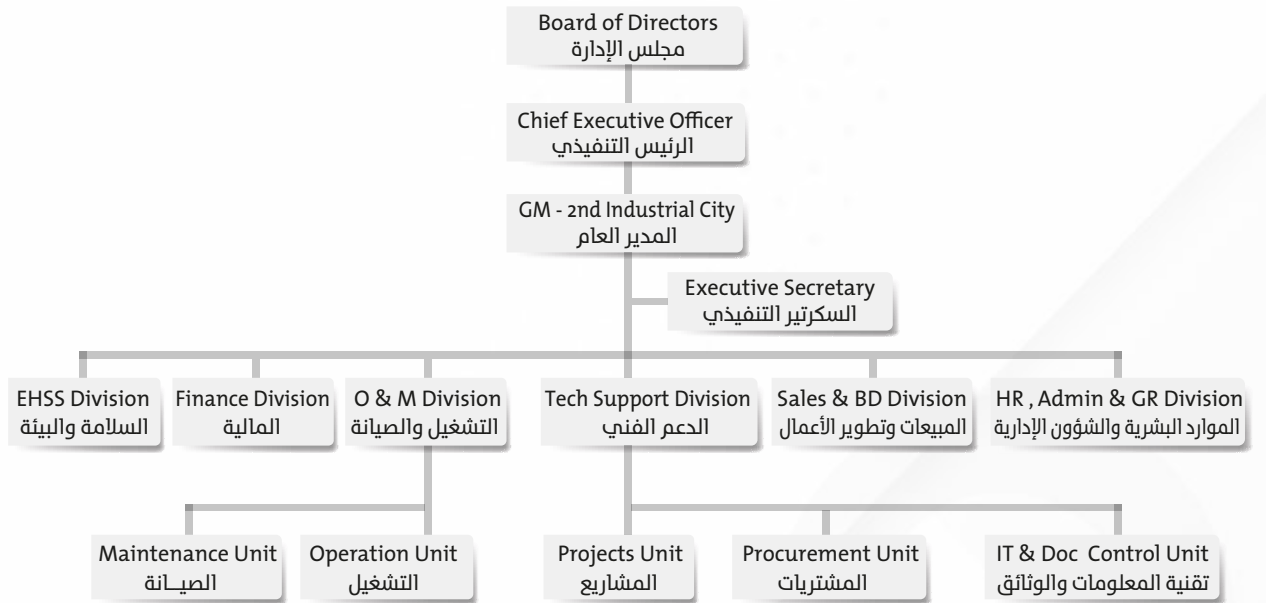 Board of Directors
مجلس الإدارة
Chief Executive Officer
الرئيس التنفيذي
GM - 2nd Industrial City
المدير العام
Executive Secretary
السكرتير التنفيذي
EHSS Division
السلامة والبيئة
Finance Division
المالية
O & M Division
التشغيل والصيانة
Tech Support Division
الدعم الفني
Sales & BD Division
المبيعات وتطوير الأعمال
HR , Admin & GR Division
الموارد البشرية والشؤون الإدارية
Maintenance Unit
الصيــانة
Operation Unit
التشغيل
Projects Unit
المشاريع
Procurement Unit
المشتريات
IT & Doc Control Unit
تقنية المعلومات والوثائق